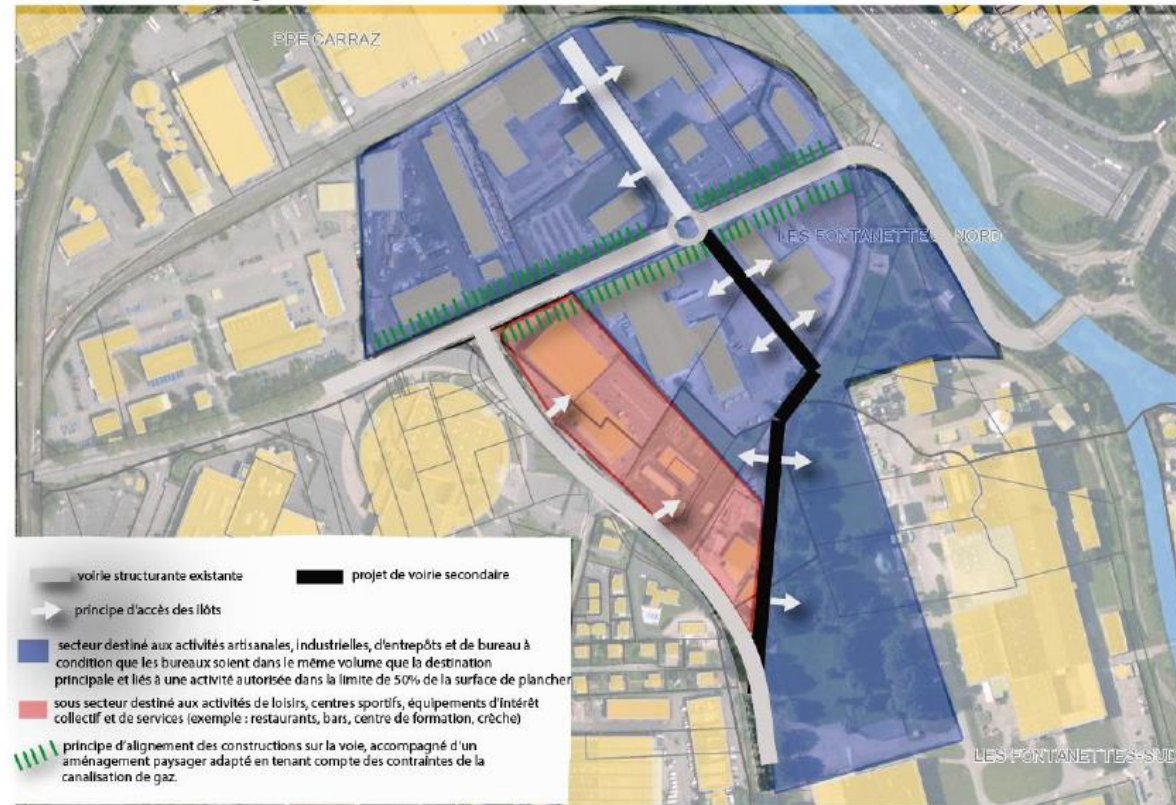 PRE CARRAZ
LES FONTANETTES NORD
voirie structurante existante
projet de voirie secondaire
principe d'accès des îlôts
secteur destiné aux activités artisanales, industrielles, d'entrepôts et de bureau à
condition que les bureaux soient dans le même volume que la destination
principale et liés à une activité autorisée dans la limite de 50% de la surface de plancher
sous secteur destiné aux activités de loisirs, centres sportifs, équipements d'intérêt
collectif et de services (exemple : restaurants, bars, centre de formation, crèche)
principe d'alignement des constructions sur la voie, accompagné d'un
aménagement paysager adapté en tenant compte des contraintes de la
canalisation de gaz.
LES FONTANETTES-SUD